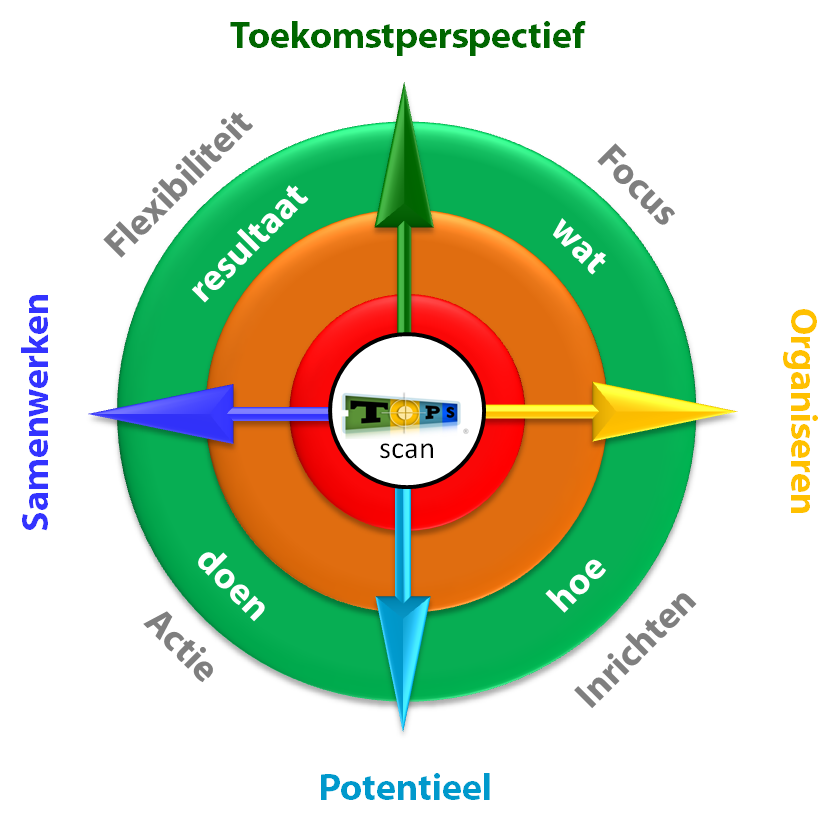 Toekomstperspectief
Flexibiliteit
Focus
resultaat
wat
Samenwerken
Organiseren
TOPS
®
scan
doen
hoe
Actie
Inrichten
Potentieel